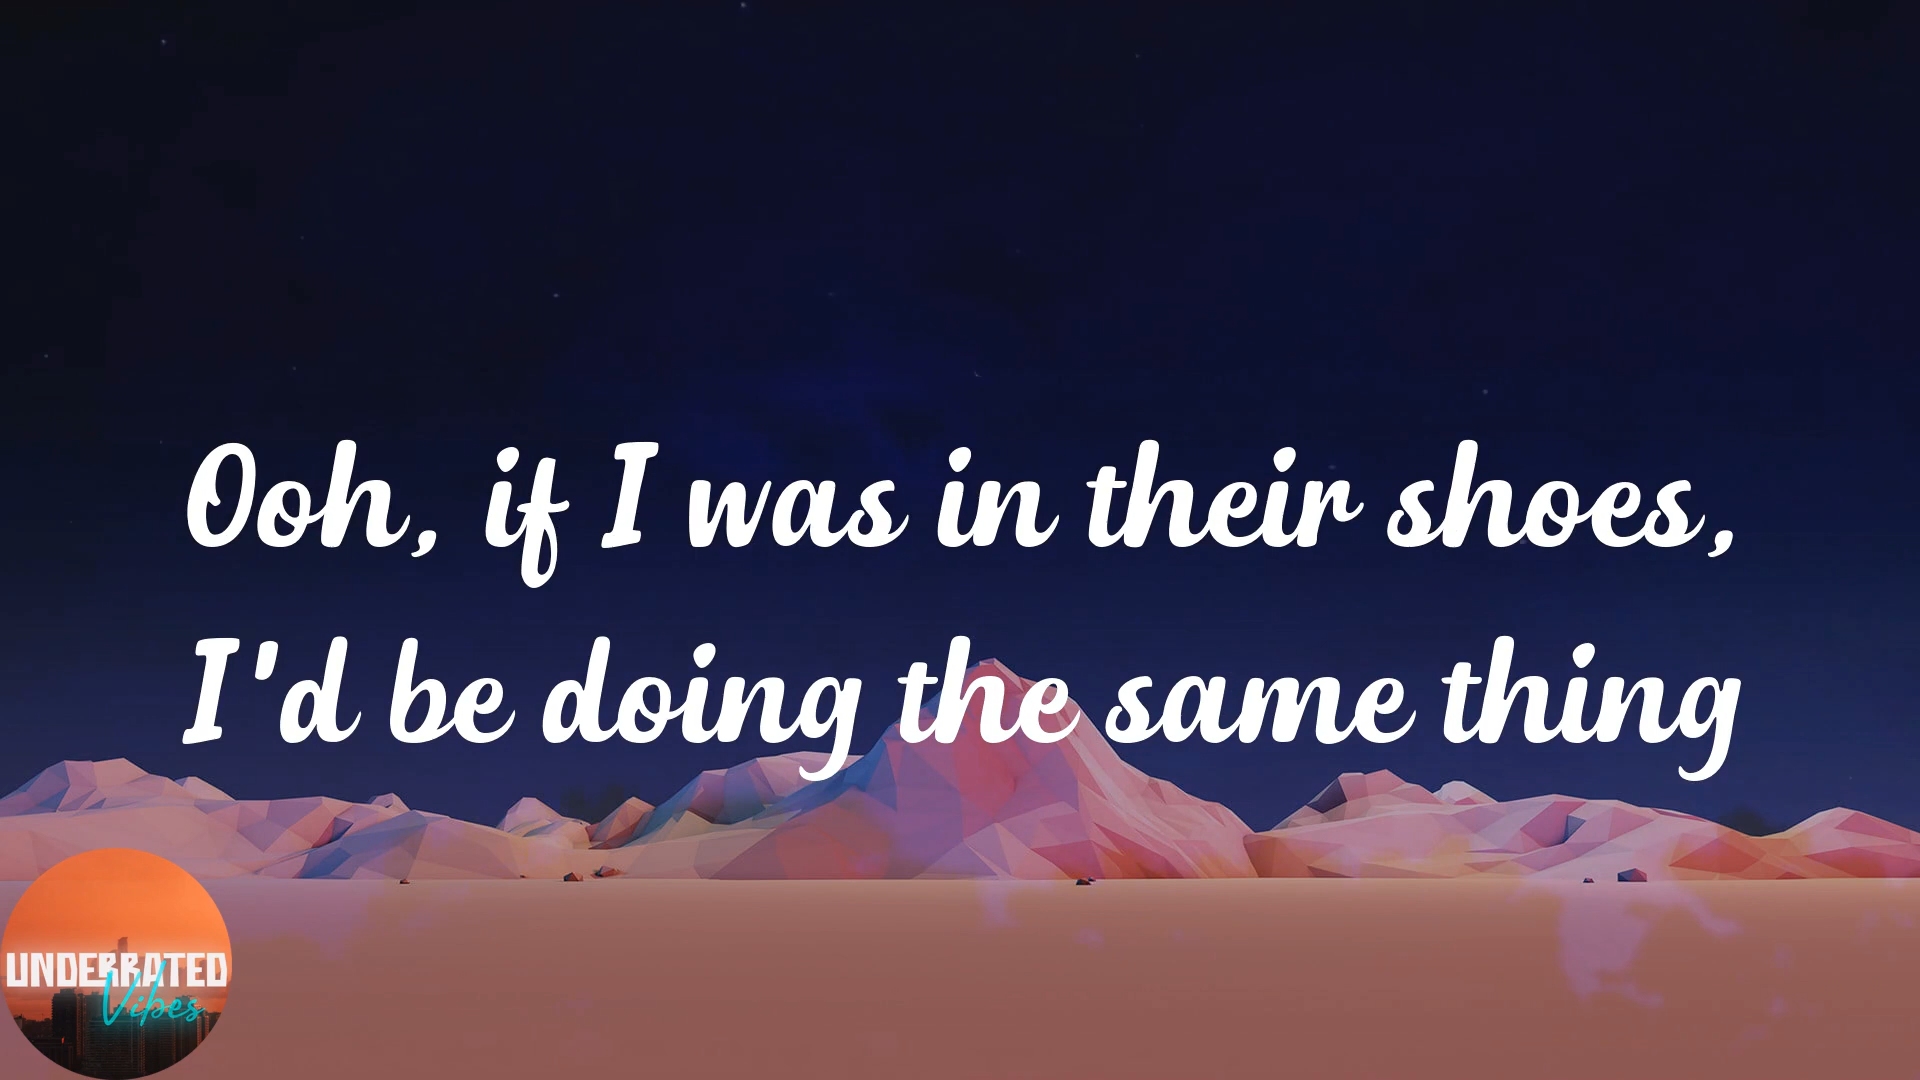 Ooh, if I was in their shoes,
I'd be doing the same thing
UNDERRATED
Vibes